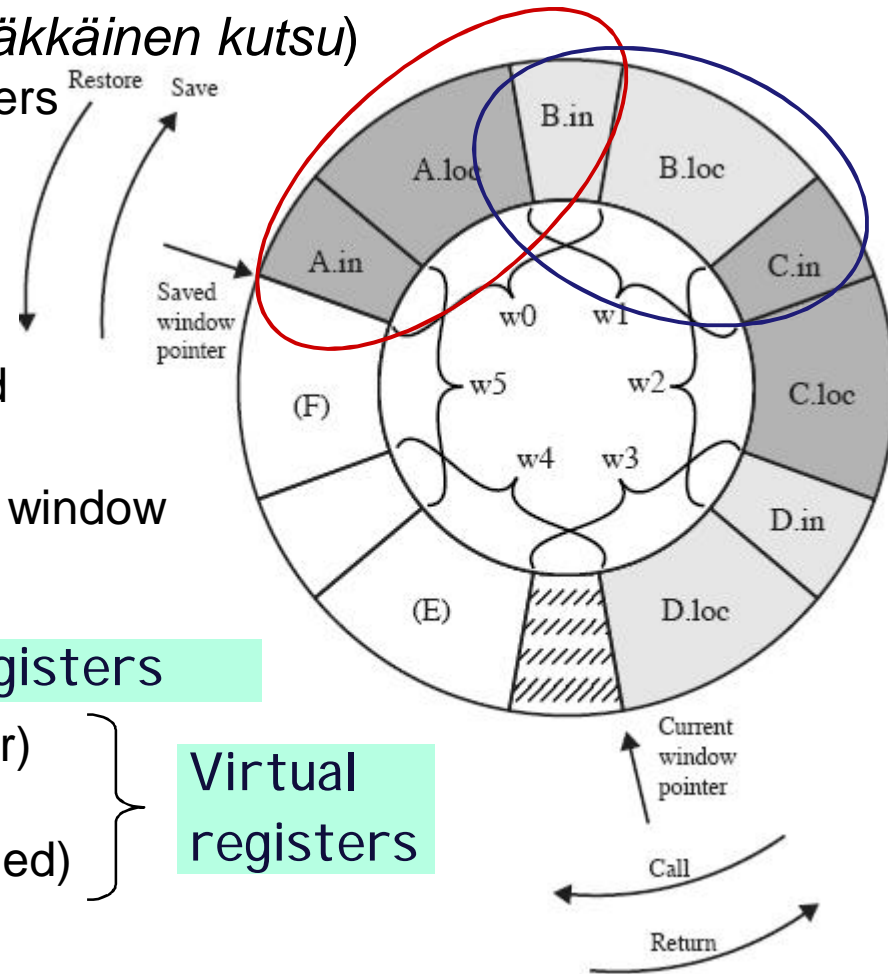 äkkäinen kutsu)
ers
Restore
Save
B.in
A.loc
B.loc
A.in
C.in
Saved
window
pointer
w0
w1
d
(F)
w5
w2
C.loc
w4
w3
window
D.in
(E)
D.loc
gisters
r)
Virtual
registers
ed)
Current
window
pointer
Call
Return